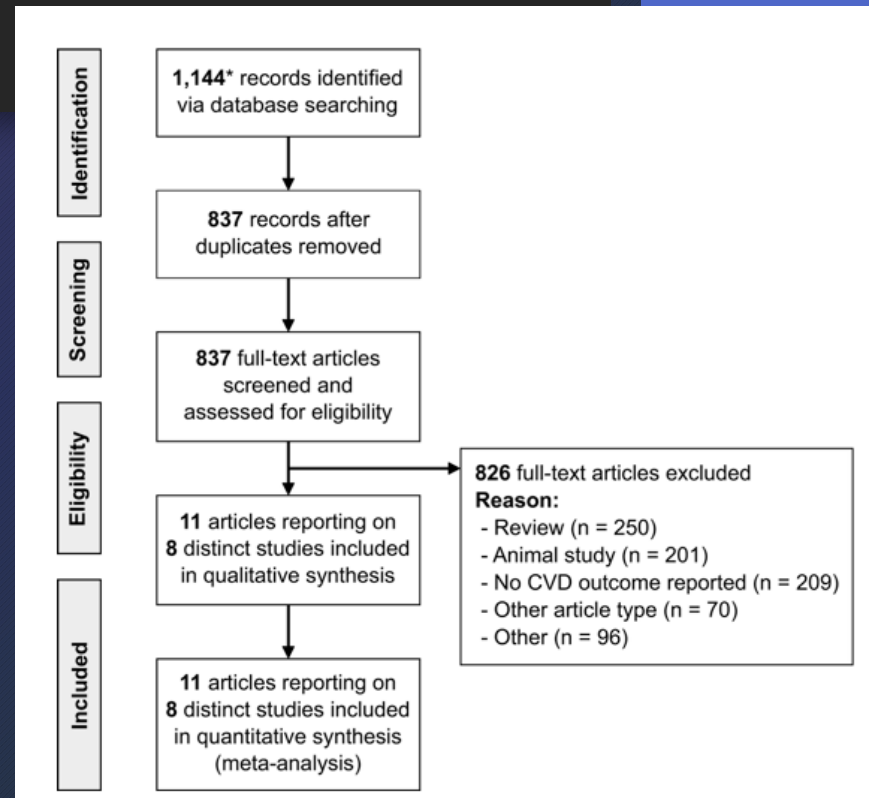 Identification
1,144* records identified
via database searching
837 records after
duplicates removed
Screening
837 full-text articles
screened and
assessed for eligibility
Eligibility
826 full-text articles excluded
Reason:
- Review (n = 250)
- Animal study (n = 201)
- No CVD outcome reported (n = 209)
- Other article type (n = 70)
- Other (n = 96)
11 articles reporting on
8 distinct studies included
in qualitative synthesis
Included
11 articles reporting on
8 distinct studies included
in quantitative synthesis
(meta-analysis)